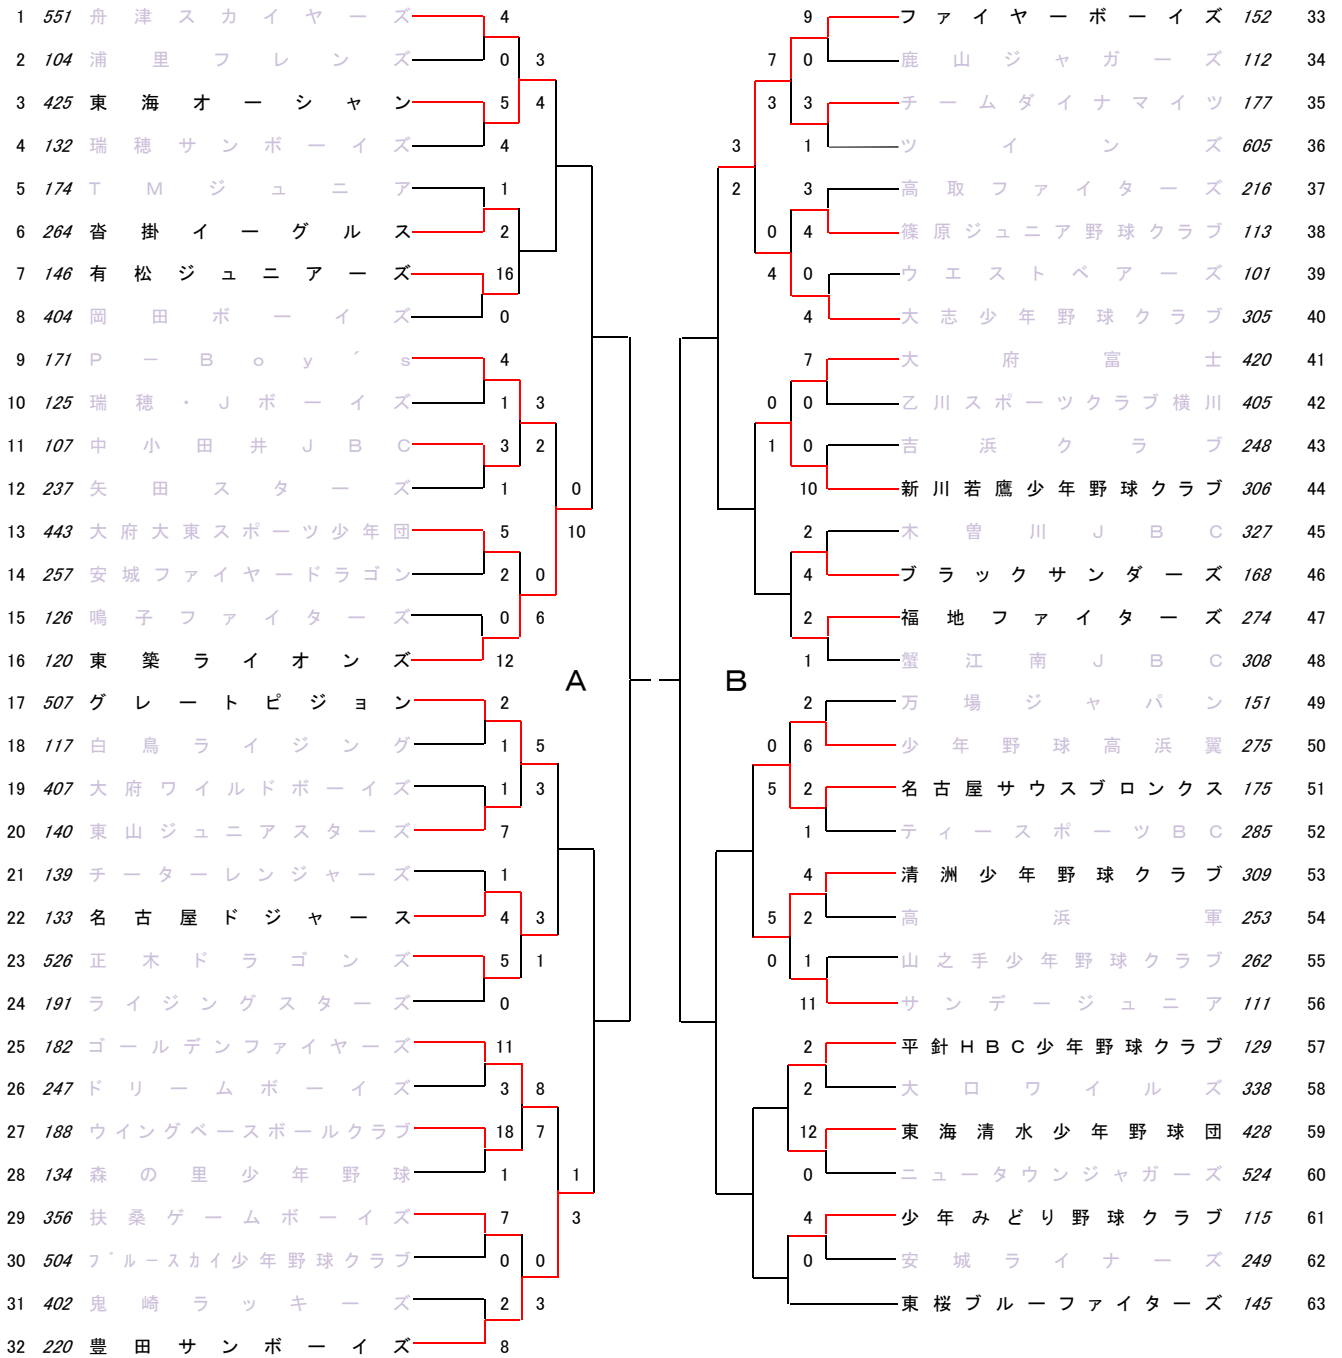 1 551 舟津スカイヤーズ 4
2 104 浦里フレンズ 0 3
3 425 東海オーシャン 5 4
4 132 瑞穂サンボーイズ 4
5 174 TMジュニア 1
6 264 沓掛イーグルス 2
7 146 有松ジュニアーズ 16
8 404 岡田ボーイズ 0
9 171 P-Boy´s 4
10 125 瑞穂・Jボーイズ 1 3
11 107 中小田井JBC 3 2
12 237 矢田スターズ 1 0
13 443 大府大東スポーツ少年団 5 10
14 257 安城ファイヤードラゴン 2 0
15 126 鳴子ファイターズ 0 6
16 120 東築ライオンズ 12
A
17 507 グレートピジョン 2
18 117 白鳥ライジング 1 5
19 407 大府ワイルドボーイズ 1 3
20 140 東山ジュニアスターズ 7
21 139 チーターレンジャーズ 1
22 133 名古屋ドジャース 4 3
23 526 正木ドラゴンズ 5 1
24 191 ライジングスターズ 0
25 182 ゴールデンファイヤーズ 11
26 247 ドリームボーイズ 3 8
27 188 ウイングベースボールクラブ 18 7
28 134 森の里少年野球 1 1
29 356 扶桑ゲームボーイズ 7 3
30 504 ブルースカイ少年野球クラブ 0 0
31 402 鬼崎ラッキーズ 2 3
32 220 豊田サンボーイズ 8
9 ファイヤーボーイズ 152 33
7 0 鹿山ジャガーズ 112 34
3 3 チームダイナマイツ 177 35
3 1 ツインズ 605 36
2 3 高取ファイターズ 216 37
0 4 篠原ジュニア野球クラブ 113 38
4 0 ウエストベアーズ 101 39
4 大志少年野球クラブ 305 40
7 大府富士 420 41
0 0 乙川スポーツクラブ横川 405 42
1 0 吉浜クラブ 248 43
10 新川若鷹少年野球クラブ 306 44
2 木曽川JBC 327 45
4 ブラックサンダーズ 168 46
2 福地ファイターズ 274 47
1 蟹江南JBC 308 48
B
2 万場ジャパン 151 49
0 6 少年野球高浜翼 275 50
5 2 名古屋サウスブロンクス 175 51
1 ティースポーツBC 285 52
4 清洲少年野球クラブ 309 53
5 2 高浜軍 253 54
0 1 山之手少年野球クラブ 262 55
11 サンデージュニア 111 56
2 平針HBC少年野球クラブ 129 57
2 大口ワイルズ 338 58
12 東海清水少年野球団 428 59
0 ニュータウンジャガーズ 524 60
4 少年みどり野球クラブ 115 61
0 安城ライナーズ 249 62
東桜ブルーファイターズ 145 63